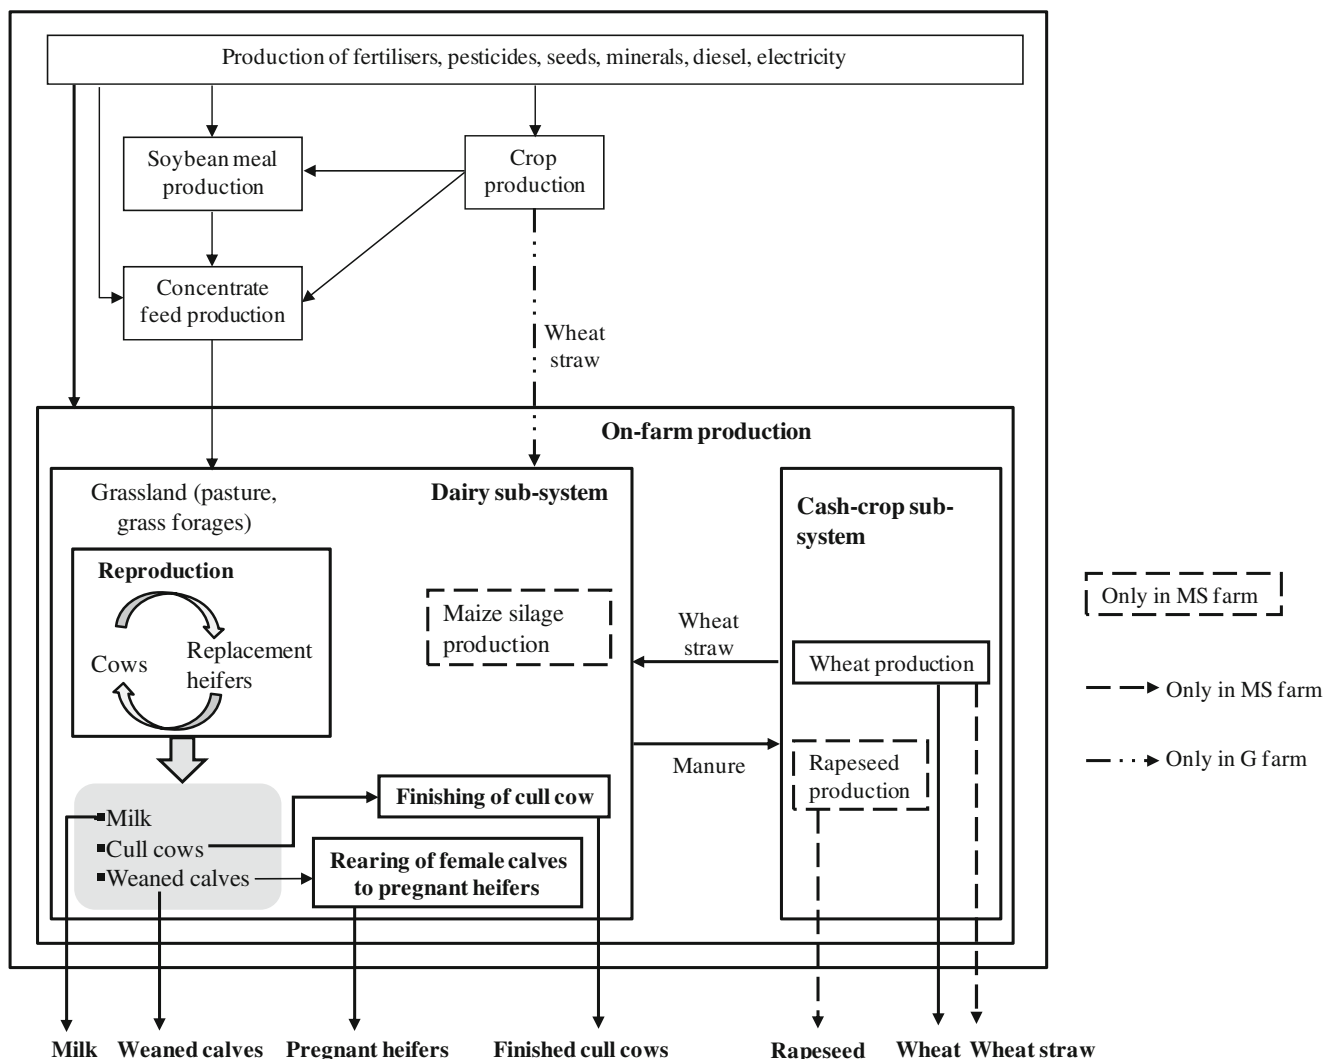 Production of fertilisers, pesticides, seeds, minerals, diesel, electricity
Soybean meal
production
Crop
production
Concentrate
feed production
Wheat
straw
On-farm production
Grassland (pasture,
grass forages)
Dairy sub-system
Cash-crop sub-
system
Reproduction
Cows
Replacement
heifers
Maize silage
production
Wheat
straw
Wheat production
Manure
Rapeseed
production
Finishing of cull cow
Milk
Cull cows
Weaned calves
Rearing of female calves
to pregnant heifers
Only in MS farm
Only in MS farm
Only in G farm
Milk
Weaned calves
Pregnant heifers
Finished cull cows
Rapeseed
Wheat
Wheat straw